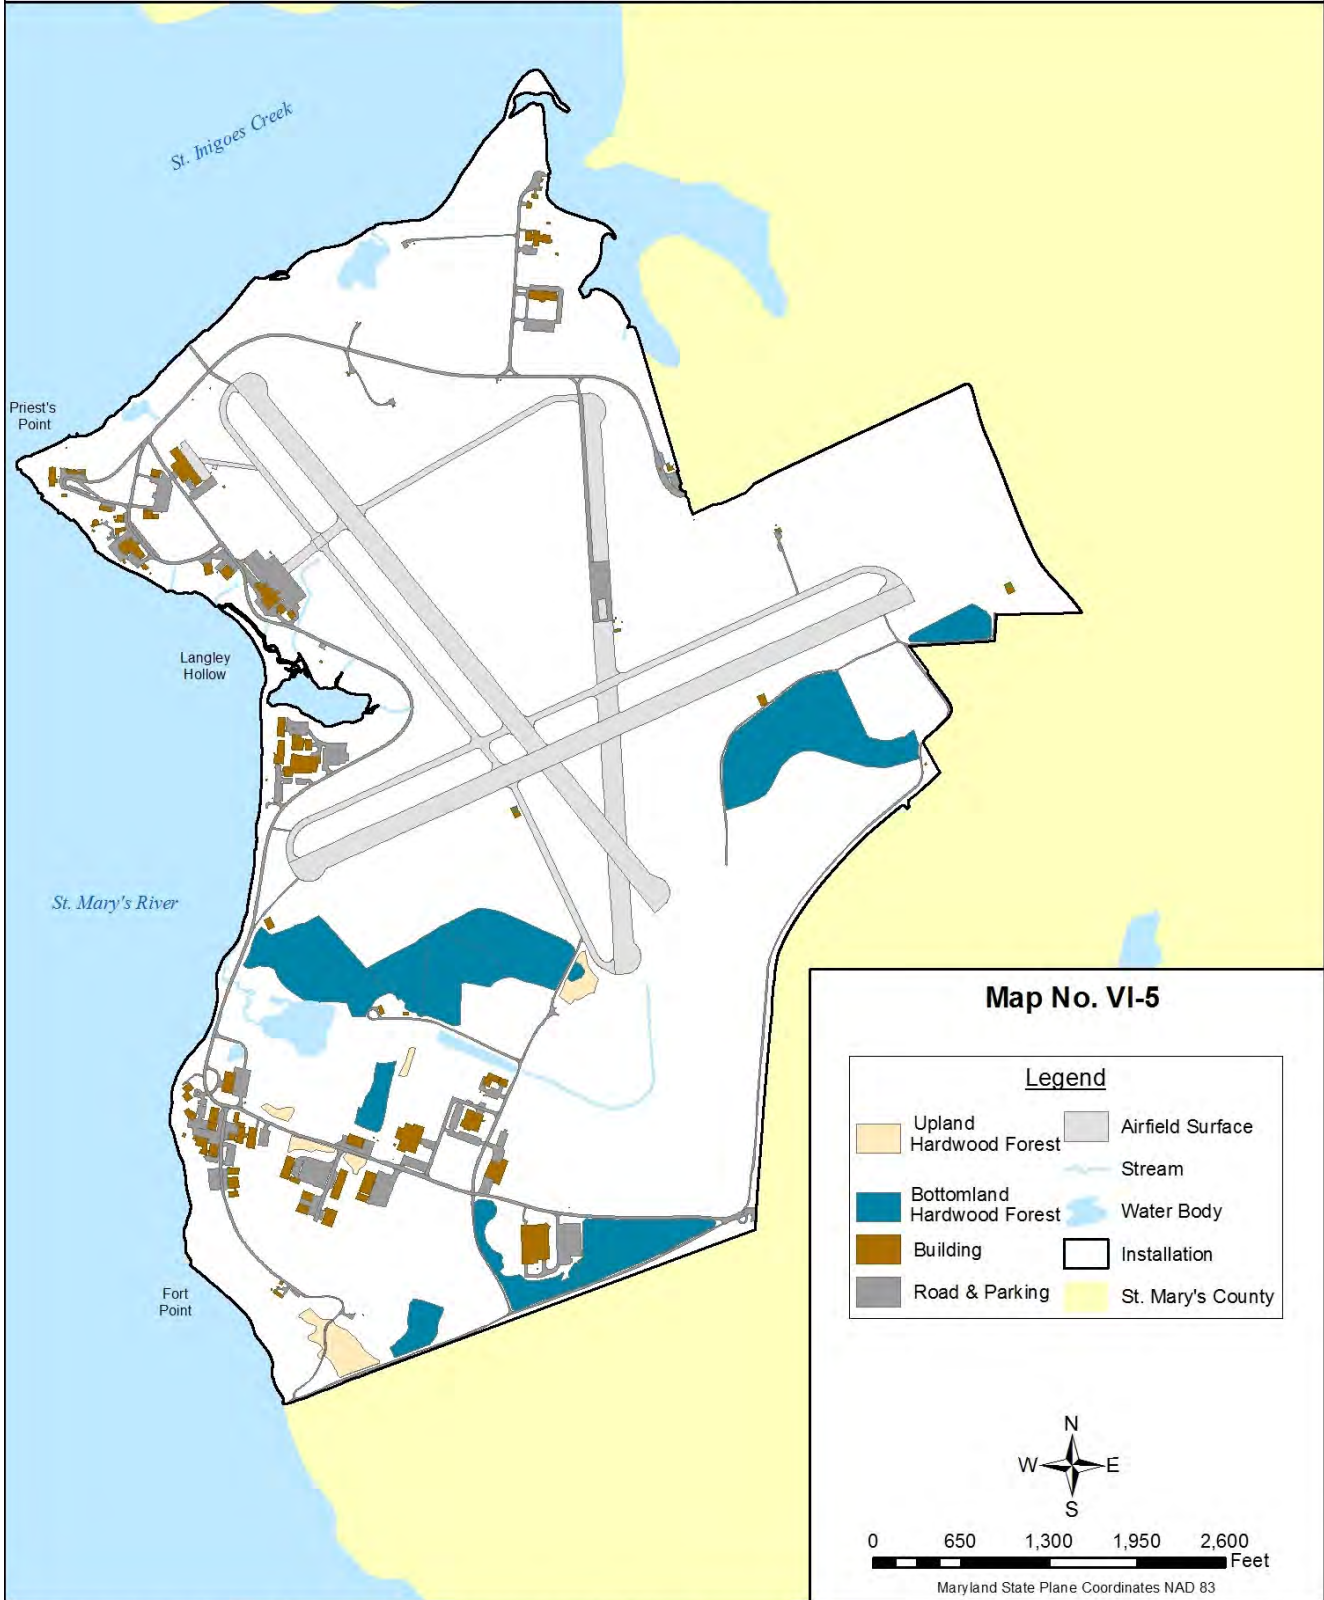 St. Inigoes Creek
Priest's
Point
Langley
Hollow
St. Mary's River
Fort
Point
Map No. VI-5
Legend
Upland
Hardwood Forest
Bottomland
Hardwood Forest
Building
Road & Parking
Airfield Surface
Stream
Water Body
Installation
St. Mary's County
N
W E
S
0 650 1,300 1,950 2,600
Feet
Maryland State Plane Coordinates NAD 83